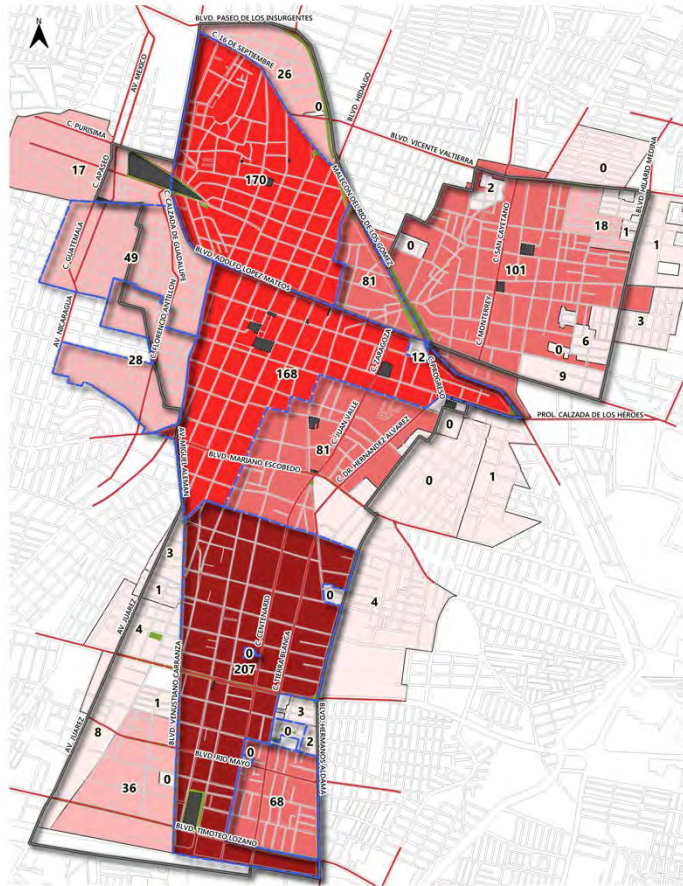 BLVD. PASEO DE LOS INSURGENTES
N
C. 16 DE SEPTIEMBRE
AV. MEXICO
26
0
BLVD. HIDALGO
BLVD. VICENTE VALTIERRA
C. PURISIMA
17
C. APASEO
170
MALECON DEL RIO DE LOS GOMEZ
0
BLVD. HILARIO MEDINA
2
C. CALZADA DE GUADALUPE
C. SAN CAYETANO
18
1
1
C. GUATEMALA
49
BLVD. ADOLFO LOPEZ MATEOS
0
81
101
AV. NICARAGUA
C. FLORENCIO ANTILLON
C. MONTERREY
3
28
168
C. ZARAGOZA
12
C. PROGRESO
6
0
9
PROL. CALZADA DE LOS HÉROES
AV. MIGUEL ALEMAN
C. JUAN VALLE
81
BLVD. MARIANO ESCOBEDO
C. DR. HERNANDEZ ALVAREZ
0
0
1
3
AV. JUAREZ
1
0
4
C. CENTENARIO
4
0
C. TIERRA BLANCA
207
BLVD. VENUSTIANO CARRANZA
1
3
AV. JUAREZ
8
0
2
BLVD. HERMANOS ALDAMA
BLVD. RIO MAYO
0
36
0
68
BLVD. TIMOTEO LOZANO